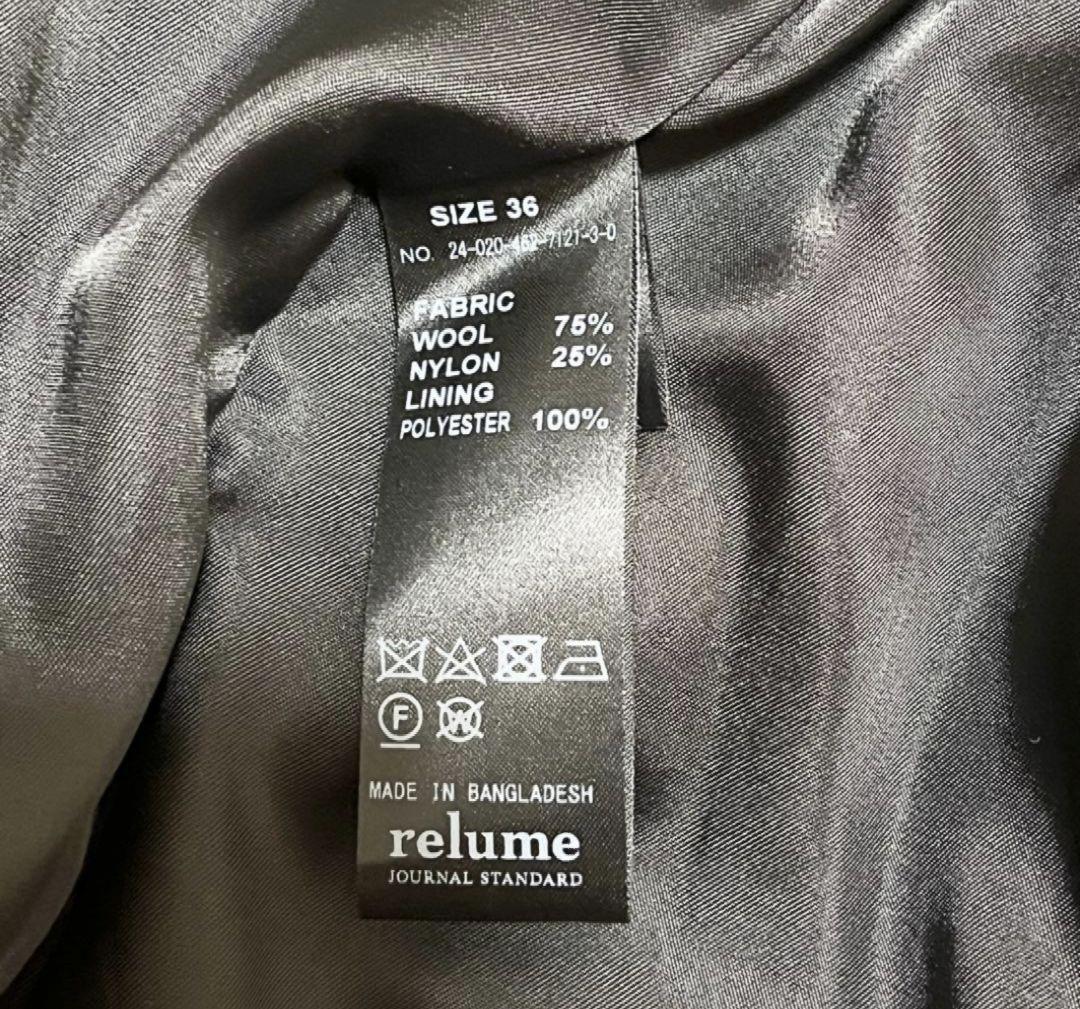 SIZE 36
NO. 24-020-462-7121-3-0
FABRIC
WOOL 75%
NYLON 25%
LINING
POLYESTER 100%
F W
MADE IN BANGLADESH
relume
JOURNAL STANDARD